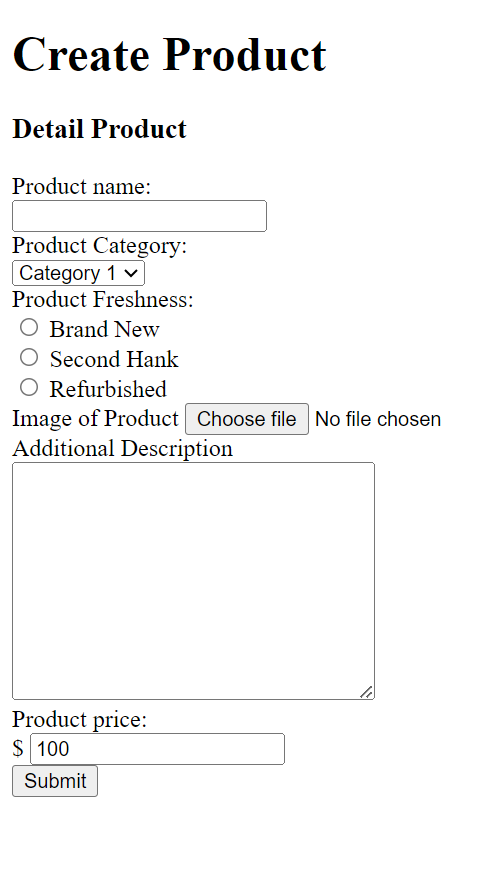 Create Product
Detail Product
Product name:
Product Category:
Category 1
Product Freshness:
Brand New
Second Hank
Refurbished
Image of Product Choose file No file chosen
Additional Description
Product price:
$ 100
Submit